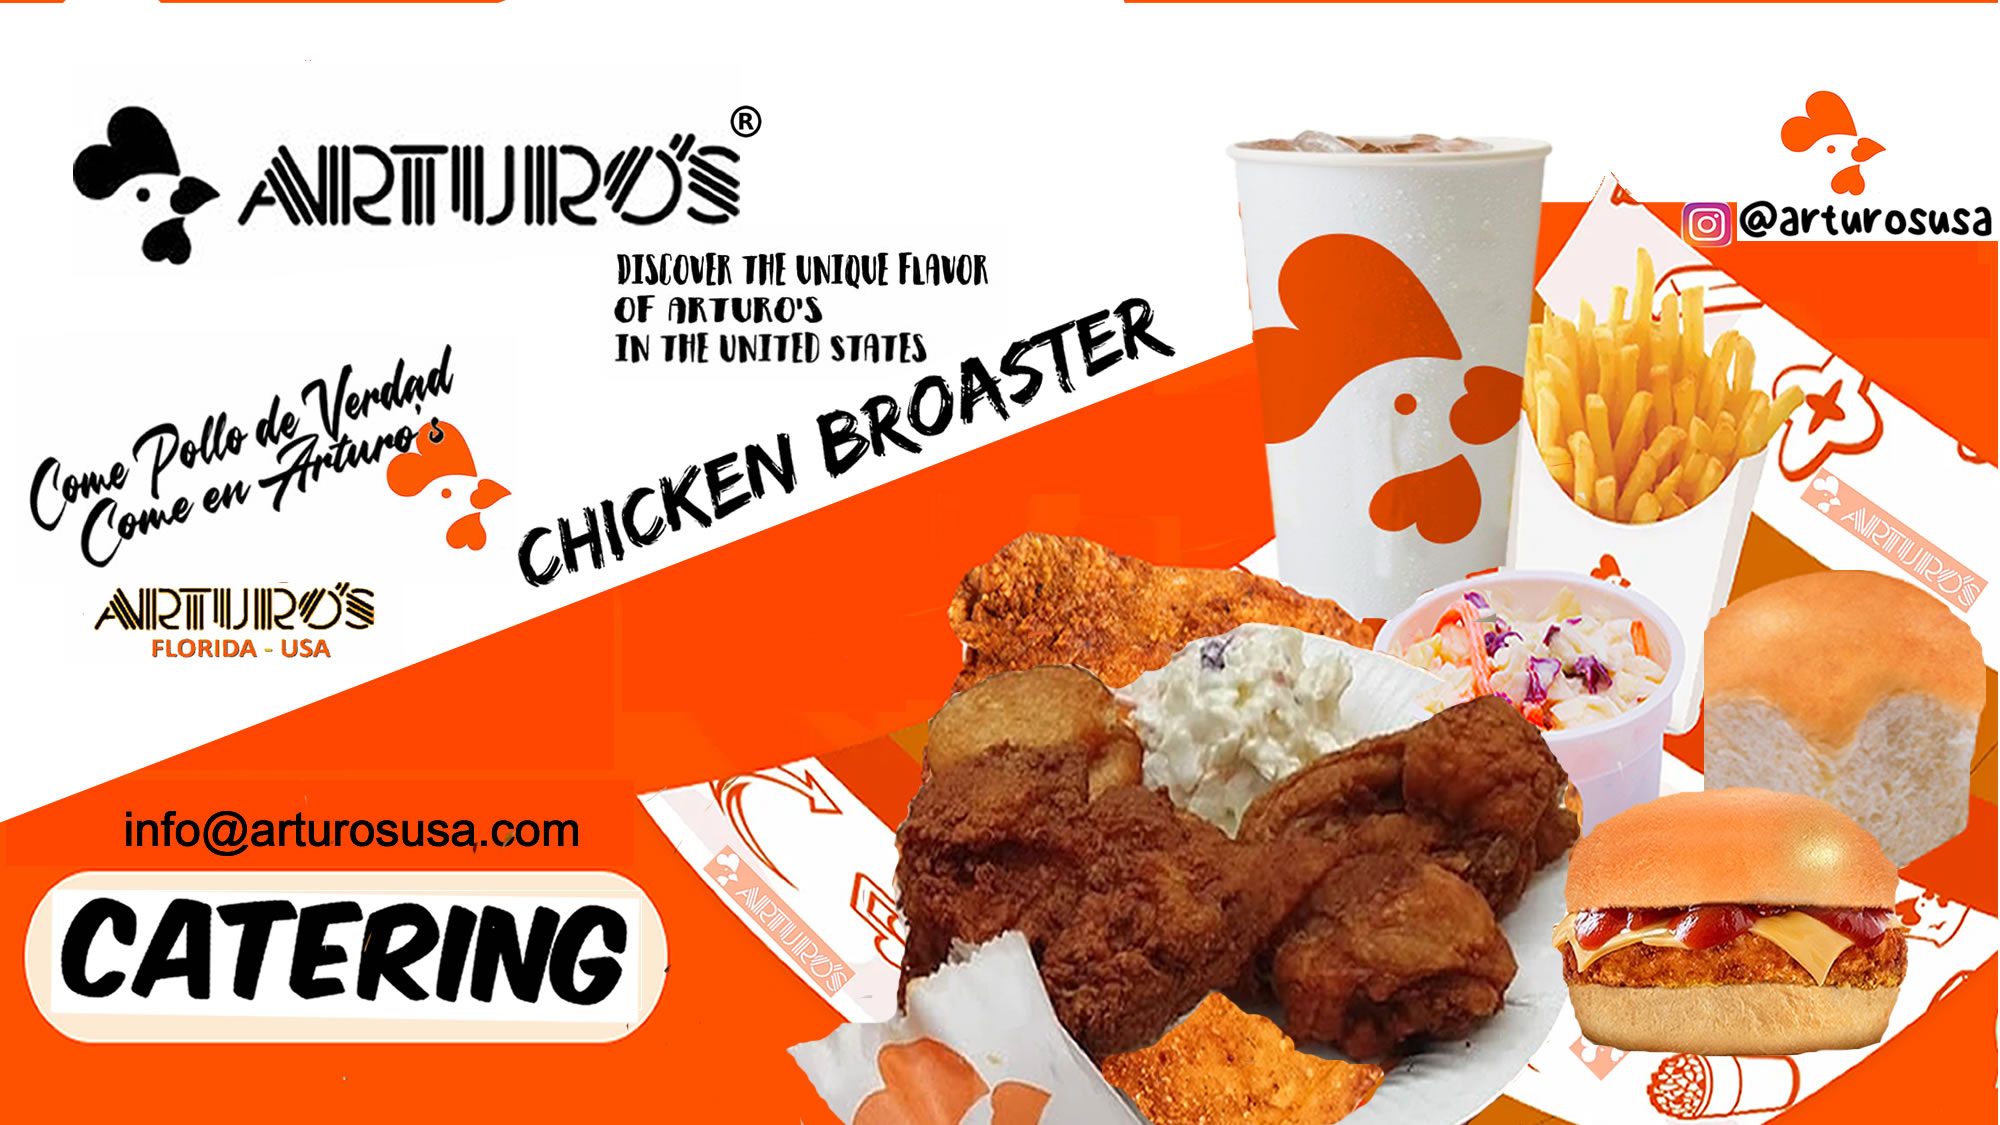 ARTURO'S®
@arturosusa
DISCOVER THE UNIQUE FLAVOR
OF ARTURO'S
IN THE UNITED STATES
CHICKEN BROASTER
Come Pollo de Verdad
Come en Arturo's
ARTURO'S
FLORIDA - USA
ARTURO'S
info@arturosusa.com
ARTURO'S
CATERING